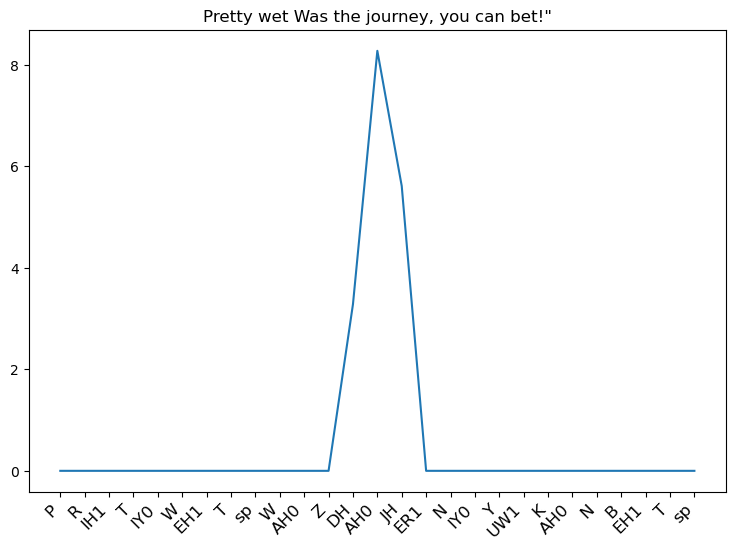 Pretty wet Was the journey, you can bet!"
8
6
4
2
0
P R IH1 T IY0 W EH1 T sp W AH0 Z DH AH0 JH ER1 N IY0 Y UW1 K AH0 N B EH1 T sp